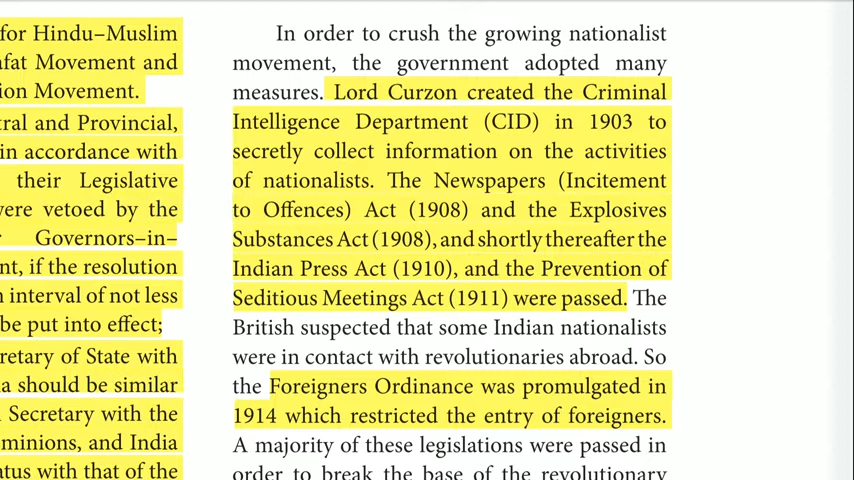 for Hindu–Muslim
Movement and
Movement.
and Provincial,
in accordance with
their Legislative
were vetoed by the
Governors–in–
if the resolution
interval of not less
be put into effect;
of State with
should be similar
Secretary with the
and India
with that of the
In order to crush the growing nationalist
movement, the government adopted many
measures. Lord Curzon created the Criminal
Intelligence Department (CID) in 1903 to
secretly collect information on the activities
of nationalists. The Newspapers (Incitement
to Offences) Act (1908) and the Explosives
Substances Act (1908), and shortly thereafter the
Indian Press Act (1910), and the Prevention of
Seditious Meetings Act (1911) were passed. The
British suspected that some Indian nationalists
were in contact with revolutionaries abroad. So
the Foreigners Ordinance was promulgated in
1914 which restricted the entry of foreigners.
A majority of these legislations were passed in
order to break the base of the revolutionary